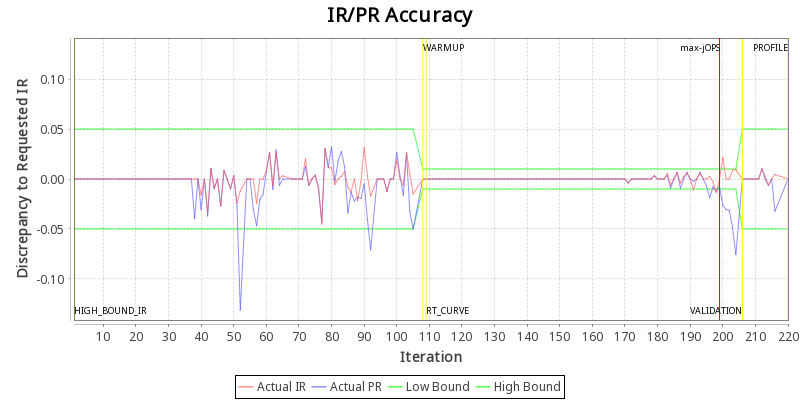 IR/PR Accuracy
Discrepancy to Requested IR
0.10
0.05
0.00
-0.05
-0.10
WARMUP
max-jOPS
PROFILE
HIGH_BOUND_IR
RT_CURVE
VALIDATION
10 20 30 40 50 60 70 80 90 100 110 120 130 140 150 160 170 180 190 200 210 220
Iteration
Actual IR Actual PR Low Bound High Bound